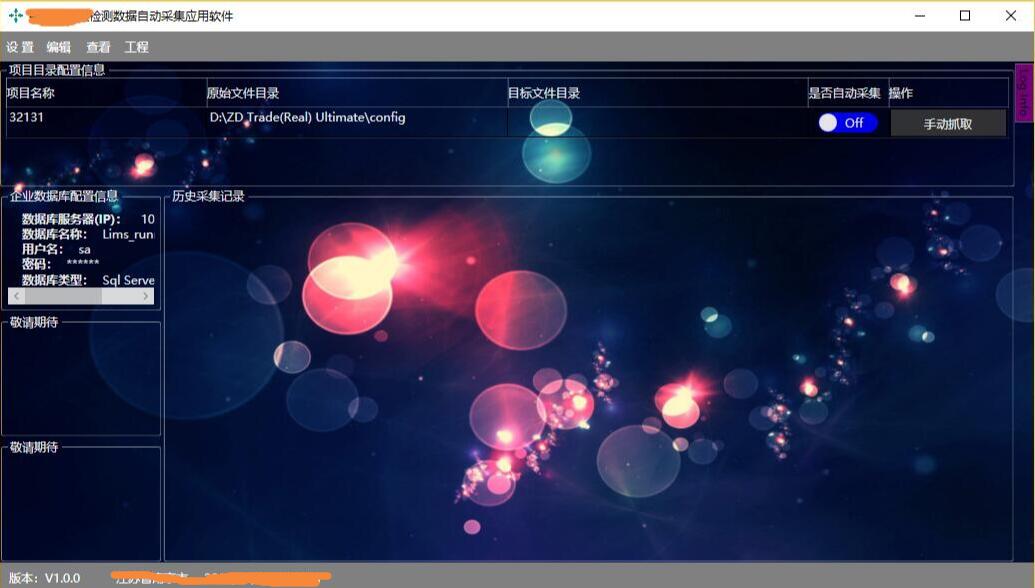 检测数据自动采集应用软件
设 置 编辑 查看 工程
项目目录配置信息
项目名称 原始文件目录 目标文件目录 是否自动采集 操作
32131 D:\ZD_Trade(Real) Ultimate\config Off 手动抓取
企业数据库配置信息
数据库服务器(IP): 10
数据库名称: Lims_run
用户名: sa
密码: ******
数据库类型: Sql Serve
敬请期待
敬请期待
历史采集记录
版本: V1.0.0